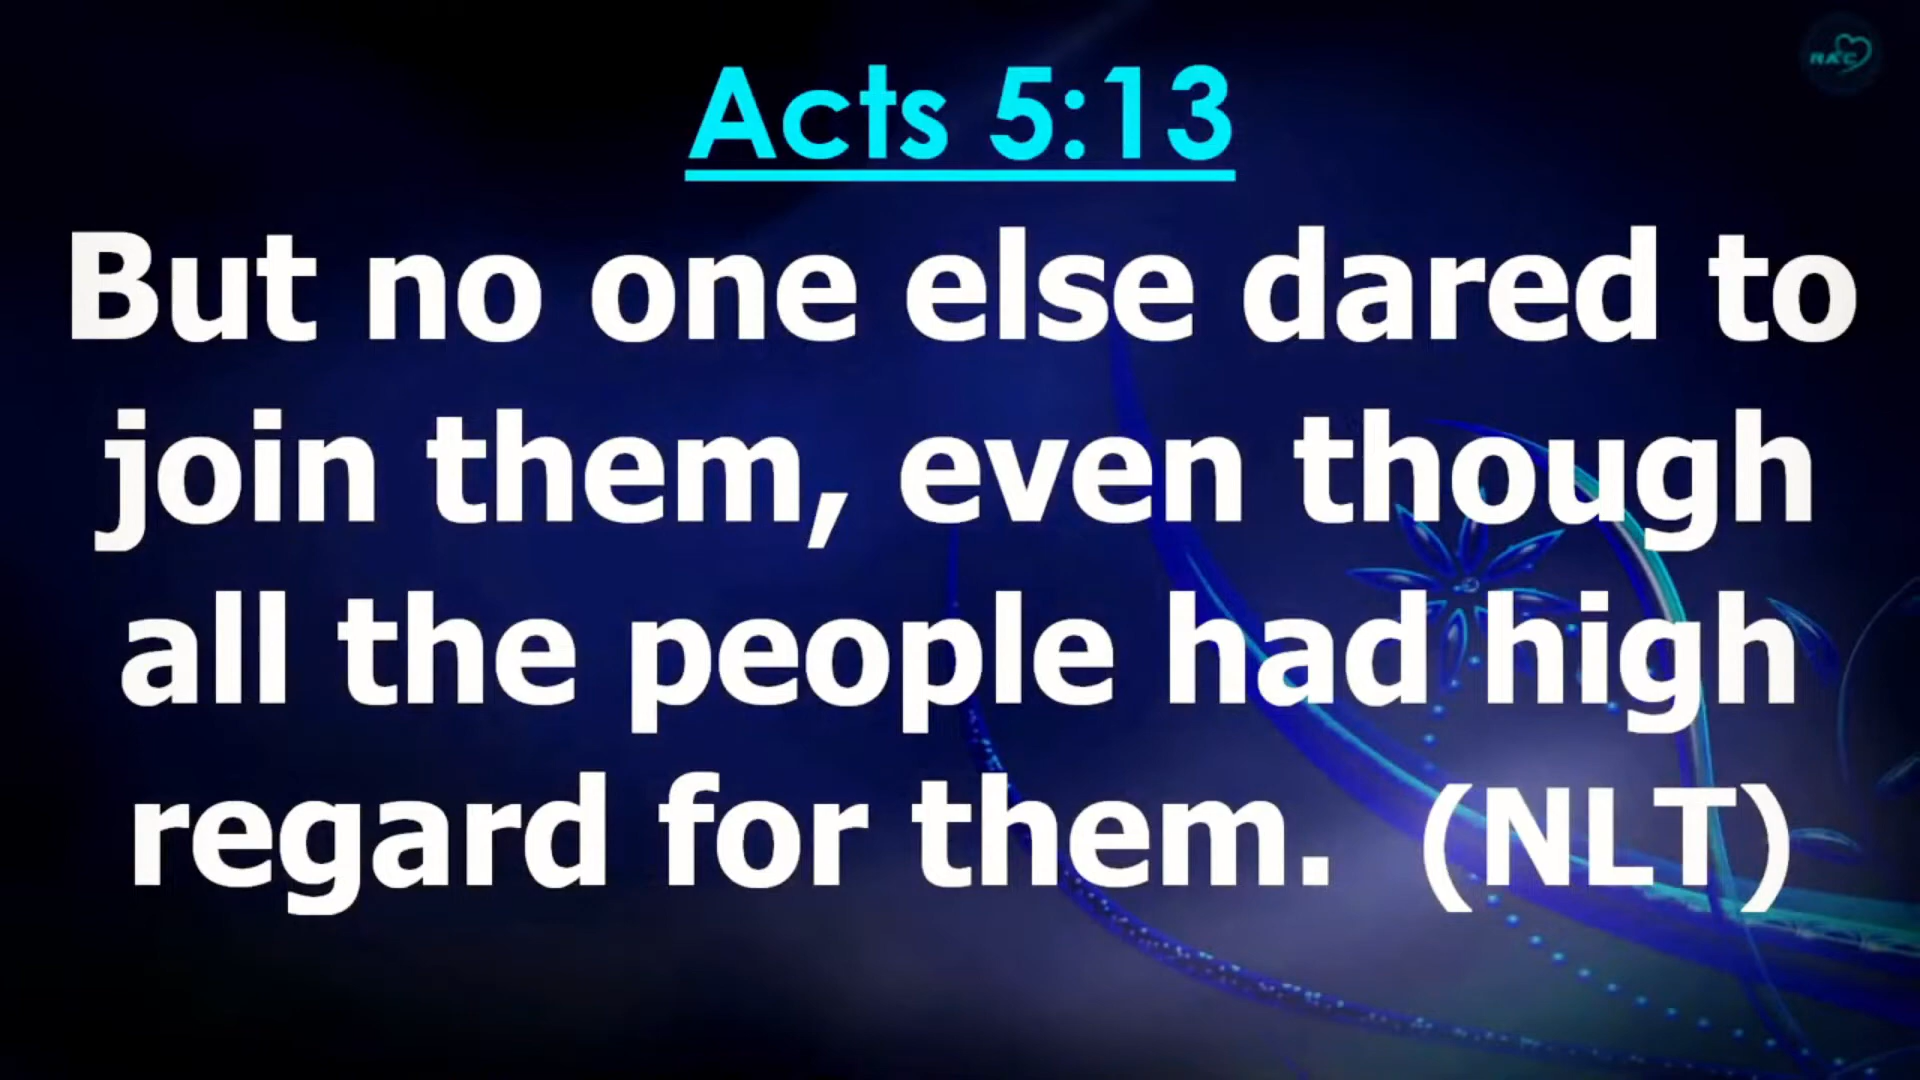 RAC
Acts 5:13
But no one else dared to
join them, even though
all the people had high
regard for them. (NLT)